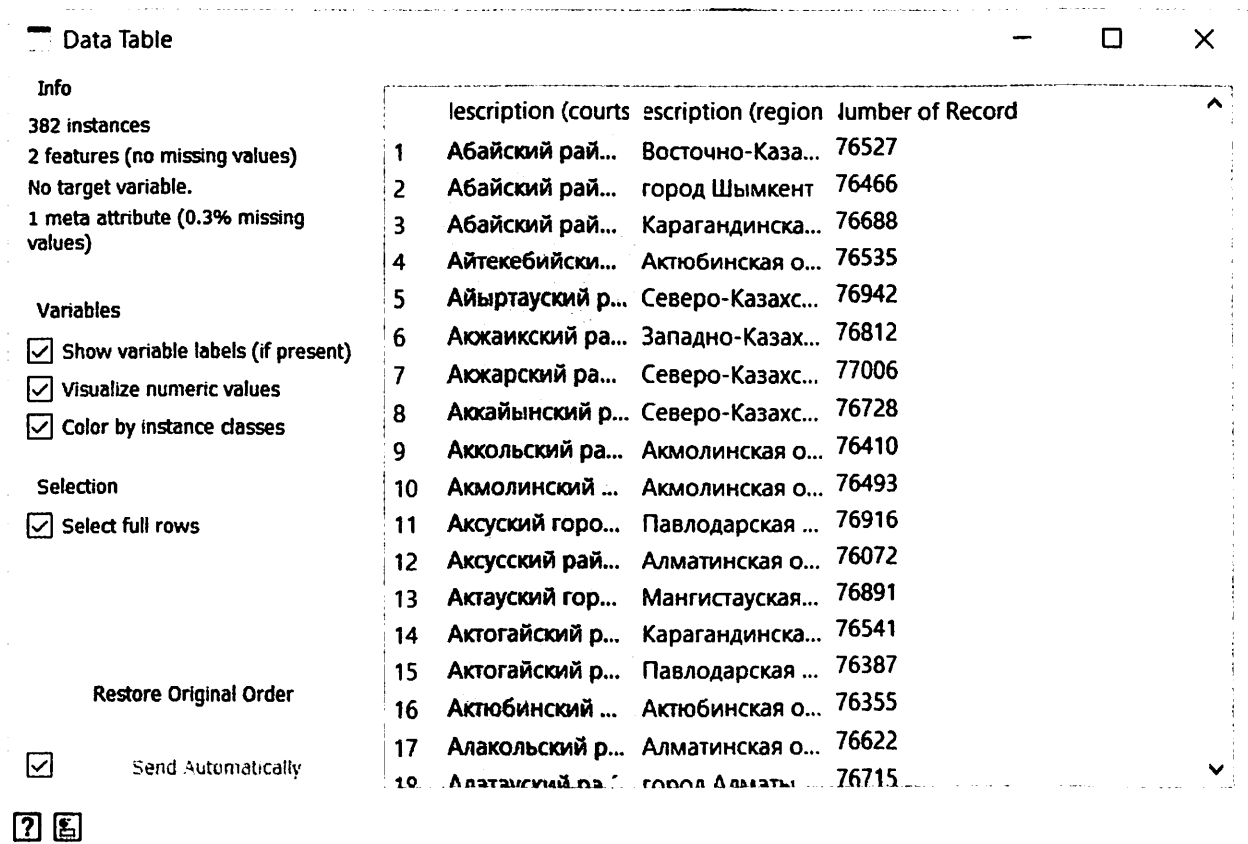 Data Table
Info
382 instances
2 features (no missing values)
No target variable.
1 meta attribute (0.3% missing
values)
Variables
Show variable labels (if present)
Visualize numeric values
Color by instance classes
Selection
Select full rows
Restore Original Order
Send Automatically
lescription (courts escription (region Jumber of Record
1 Абайский рай... Восточно-Каза... 76527
2 Абайский рай... город Шымкент 76466
3 Абайский рай... Карагандинска... 76688
4 Айтекебийски... Актюбинская о... 76535
5 Айыртауский р... Северо-Казахс... 76942
6 Акжаикский ра... Западно-Казах... 76812
7 Акжарский ра... Северо-Казахс... 77006
8 Аккайынский р... Северо-Казахс... 76728
9 Аккольский ра... Акмолинская о... 76410
10 Акмолинский ... Акмолинская о... 76493
11 Аксуский горо... Павлодарская ... 76916
12 Аксусский рай... Алматинская о... 76072
13 Актауский гор... Мангистауская... 76891
14 Актогайский р... Карагандинска... 76541
15 Актогайский р... Павлодарская ... 76387
16 Актюбинский ... Актюбинская о... 76355
17 Алакольский р... Алматинская о... 76622
18 Алатауский ра город Алматы 76715